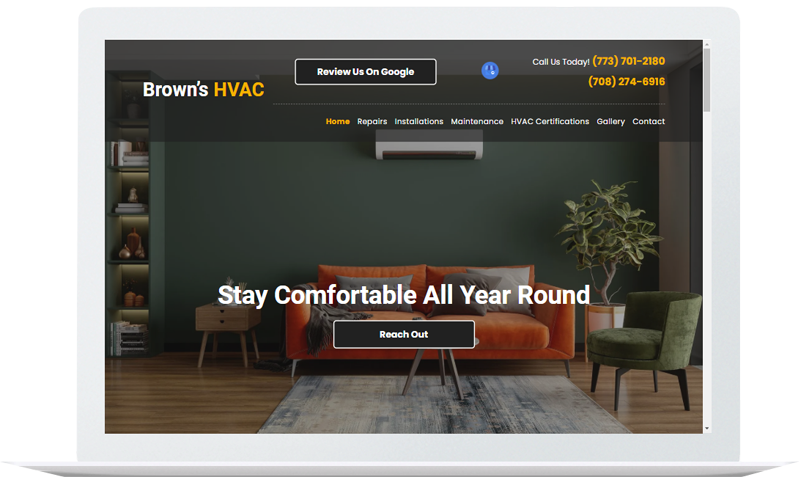 Review Us On Google
Call Us Today! (773) 701-2180
(708) 274-6916
Brown's HVAC
Home Repairs Installations Maintenance HVAC Certifications Gallery Contact
Stay Comfortable All Year Round
Reach Out